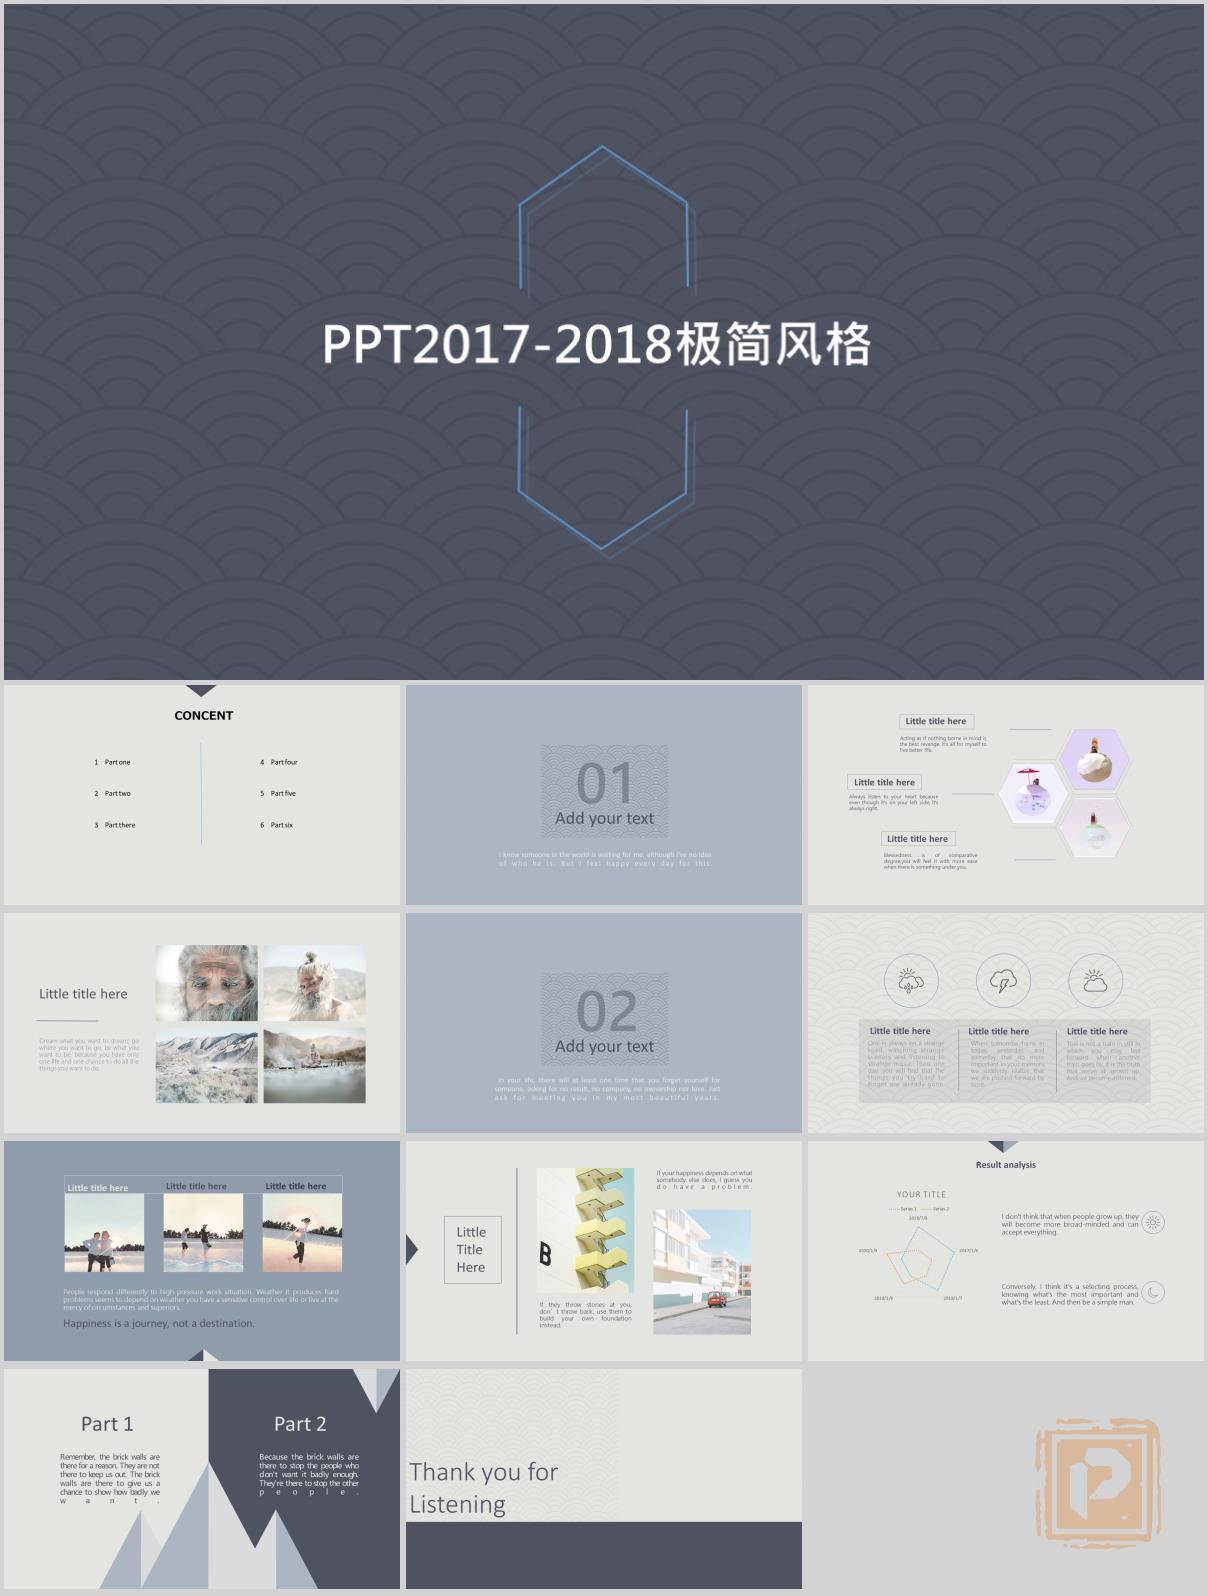 PPT2017-2018极简风格
CONCENT
1 Part one
2 Part two
3 Part there
4 Part four
5 Part five
6 Part six
01
Add your text
I know someone in the world is waiting for me, although I've no idea
of who he is. But I feel happy every day for this.
Little title here
Acting as if nothing borne in mind is
the best revenge. It's all for myself to
live better life.
Little title here
Always listen to your heart because
even though it's on your left side, it's
always right.
Little title here
Blessedness is of comparative
degree,you will feel it with more ease
when there is something under you.
Little title here
Dream what you want to dream; go
where you want to go; be what you
want to be, because you have only
one life and one chance to do all the
things you want to do.
02
Add your text
In your life, there will at least one time that you forget yourself for
someone, asking for no result, no company, no ownership nor love. Just
ask for meeting you in my most beautiful years.
Little title here
One is always on a strange
road, watching strange
scenery and listening to
strange music. Then one
day, you will find that the
things you try hard to
forget are already gone.
Little title here
When tomorrow turns in
today, yesterday, and
someday that no more
important in your memory,
we suddenly realize that
we are pushed forward by
time.
Little title here
This is not a train in still in
which you may feel
forward when another
train goes by. It is the truth
that we've all grown up.
And we become different.
Little title here
Little title here
Little title here
People respond differently to high-pressure work situation. Weather it produces hard
problems seems to depend on weather you have a sensitive control over life or live at the
mercy of circumstances and superiors.
Happiness is a journey, not a destination.
Little
Title
Here
B
If they throw stones at you,
don' t throw back, use them to
build your own foundation
instead.
If your happiness depends on what
somebody else does, I guess you
do have a problem.
Result analysis
YOUR TITLE
Series 1 Series 2
I don't think that when people grow up, they
will become more broad-minded and can
accept everything.
Conversely, I think it's a selecting process,
knowing what's the most important and
what's the least. And then be a simple man.
Part 1
Remember, the brick walls are
there for a reason. They are not
there to keep us out. The brick
walls are there to give us a
chance to show how badly we
want.
Part 2
Because the brick walls are
there to stop the people who
don't want it badly enough.
They're there to stop the other
people.
Thank you for
Listening